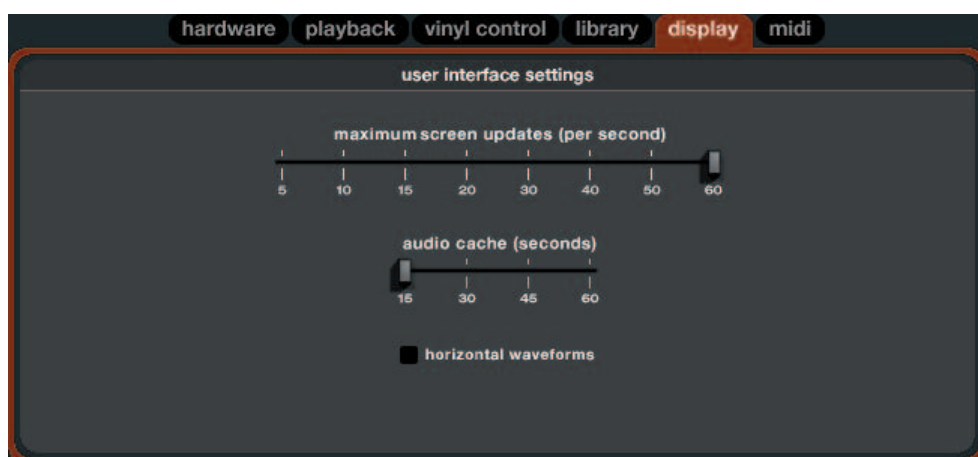 hardware playback vinyl control library display midi
user interface settings
maximum screen updates (per second)
5 10 15 20 30 40 50 60
audio cache (seconds)
15 30 45 60
horizontal waveforms